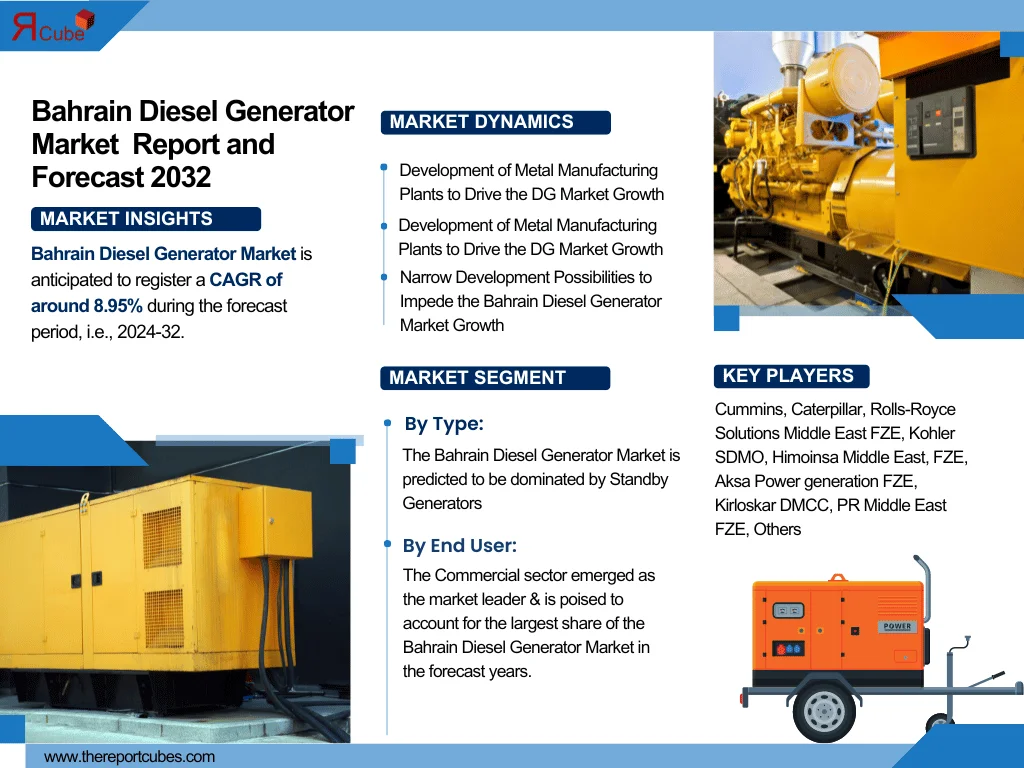 ЯCube
Bahrain Diesel Generator
Market Report and
Forecast 2032
MARKET INSIGHTS
Bahrain Diesel Generator Market is
anticipated to register a CAGR of
around 8.95% during the forecast
period, i.e., 2024-32.
MARKET DYNAMICS
Development of Metal Manufacturing
Plants to Drive the DG Market Growth
Development of Metal Manufacturing
Plants to Drive the DG Market Growth
Narrow Development Possibilities to
Impede the Bahrain Diesel Generator
Market Growth
MARKET SEGMENT
By Type:
The Bahrain Diesel Generator Market is
predicted to be dominated by Standby
Generators
By End User:
The Commercial sector emerged as
the market leader & is poised to
account for the largest share of the
Bahrain Diesel Generator Market in
the forecast years.
KEY PLAYERS
Cummins, Caterpillar, Rolls-Royce
Solutions Middle East FZE, Kohler
SDMO, Himoinsa Middle East, FZE,
Aksa Power generation FZE,
Kirloskar DMCC, PR Middle East
FZE, Others
POWER
www.thereportcubes.com